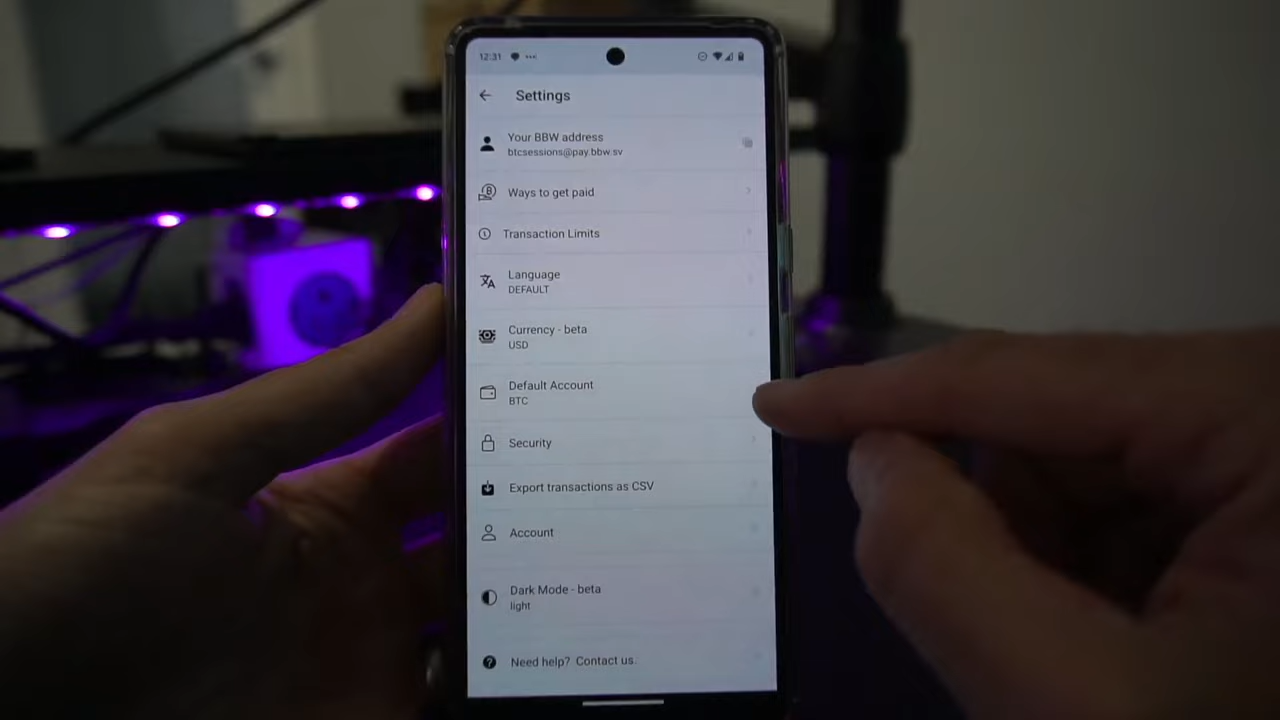 12:31
Settings
Your BBW address
btcsessions@pay.bbw.sv
Ways to get paid
Transaction Limits
Language
DEFAULT
Currency - beta
USD
Default Account
BTC
Security
Export transactions as CSV
Account
Dark Mode - beta
light
Need help? Contact us.